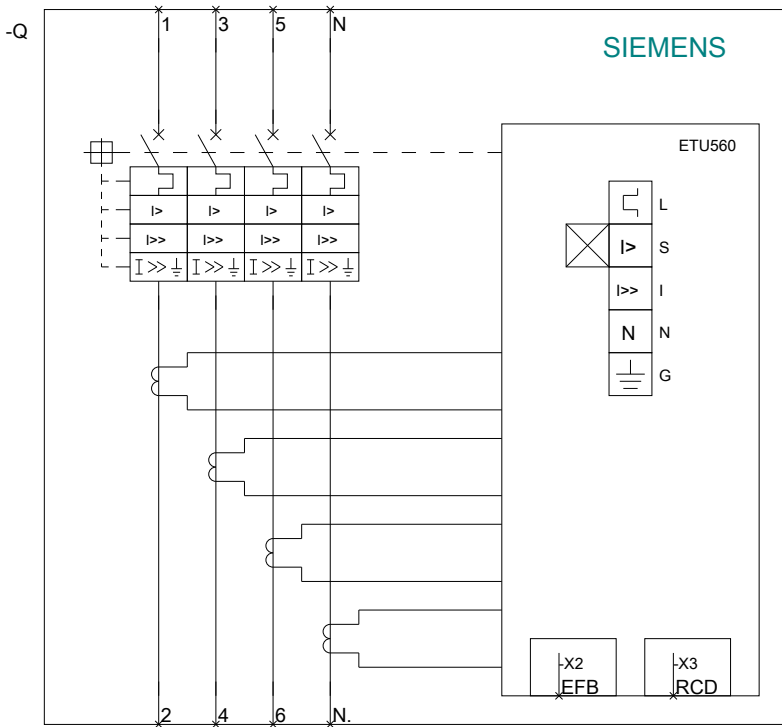 -Q
1 3 5 N
SIEMENS
ETU560
L
I> I> I> I> I> S
I>> I>> I>> I>> I>> I
I >> I >> I >> I >>
N N
G
-X2 -X3
EFB RCD
2 4 6 N.